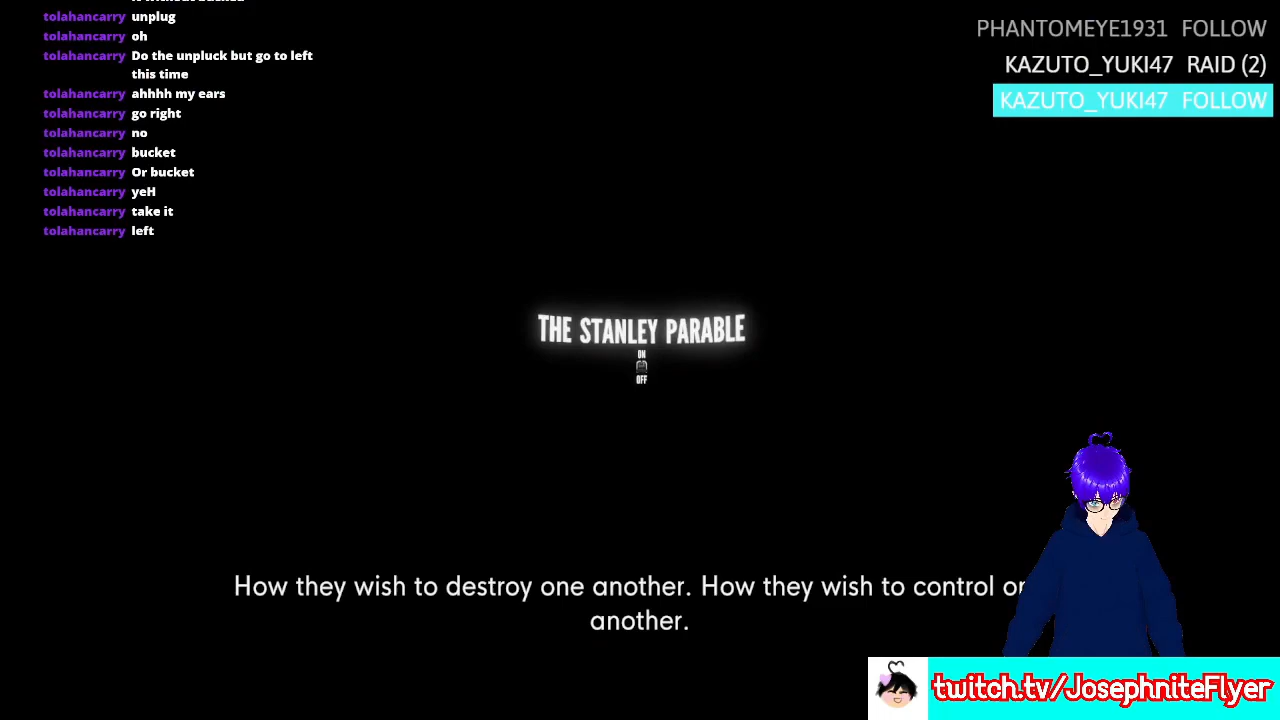 tolahancarry unplug
tolahancarry oh
tolahancarry Do the unpluck but go to left
this time
tolahancarry ahhhh my ears
tolahancarry go right
tolahancarry no
tolahancarry bucket
tolahancarry Or bucket
tolahancarry yeH
tolahancarry take it
tolahancarry left
PHANTOMEYE1931 FOLLOW
KAZUTO_YUKI47 RAID (2)
KAZUTO_YUKI47 FOLLOW
THE STANLEY PARABLE
ON
OFF
How they wish to destroy one another. How they wish to control
another.
twitch.tv/JosephniteFlyer